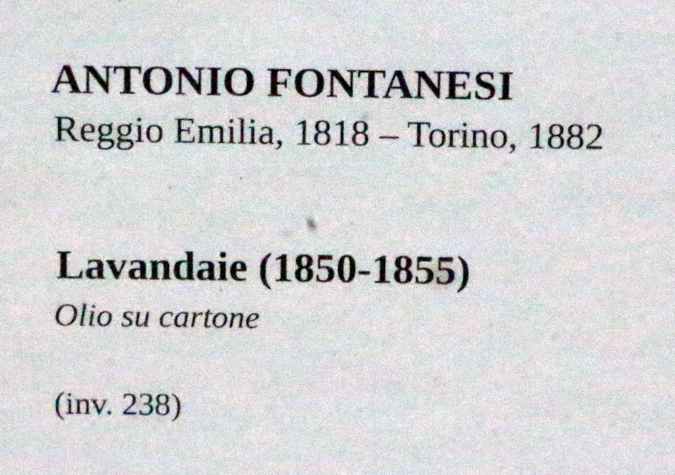 ANTONIO FONTANESI
Reggio Emilia, 1818 – Torino, 1882
Lavandaie (1850-1855)
Olio su cartone
(inv. 238)